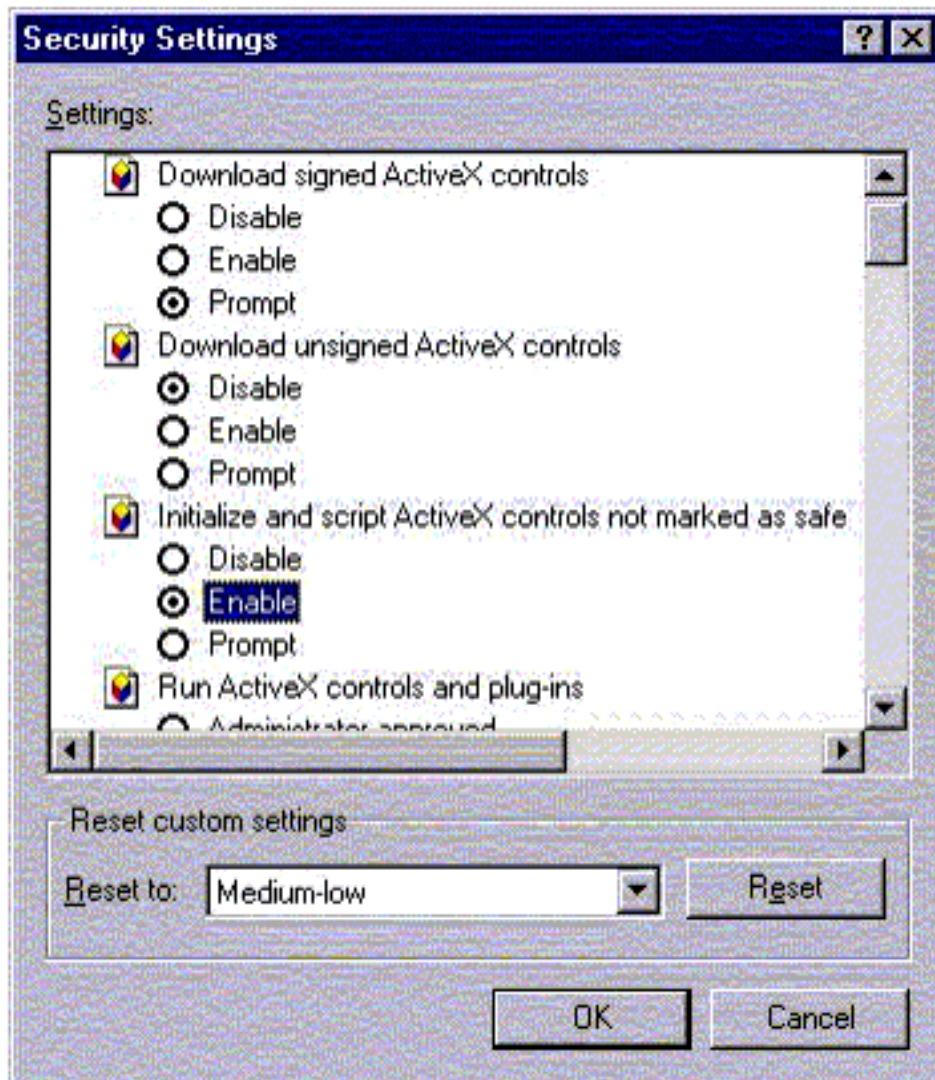 Security Settings
Settings:
Download signed ActiveX controls
Disable
Enable
Prompt
Download unsigned ActiveX controls
Disable
Enable
Prompt
Initialize and script ActiveX controls not marked as safe
Disable
Enable
Prompt
Run ActiveX controls and plug-ins
Administrator approved
Reset custom settings
Reset to:
Medium-low
Reset
OK
Cancel